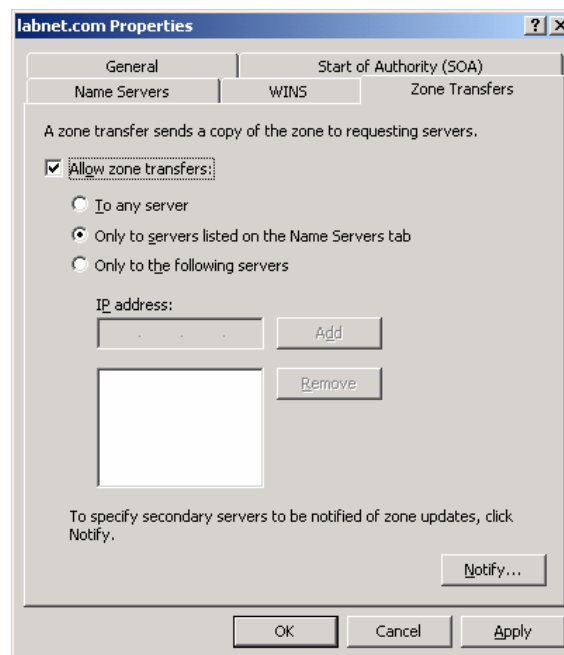 labnet.com Properties
General
Start of Authority (SOA)
Name Servers
WINS
Zone Transfers
A zone transfer sends a copy of the zone to requesting servers.
Allow zone transfers:
To any server
Only to servers listed on the Name Servers tab
Only to the following servers
IP address:
. . .
Add
Remove
To specify secondary servers to be notified of zone updates, click
Notify.
Notify...
OK
Cancel
Apply